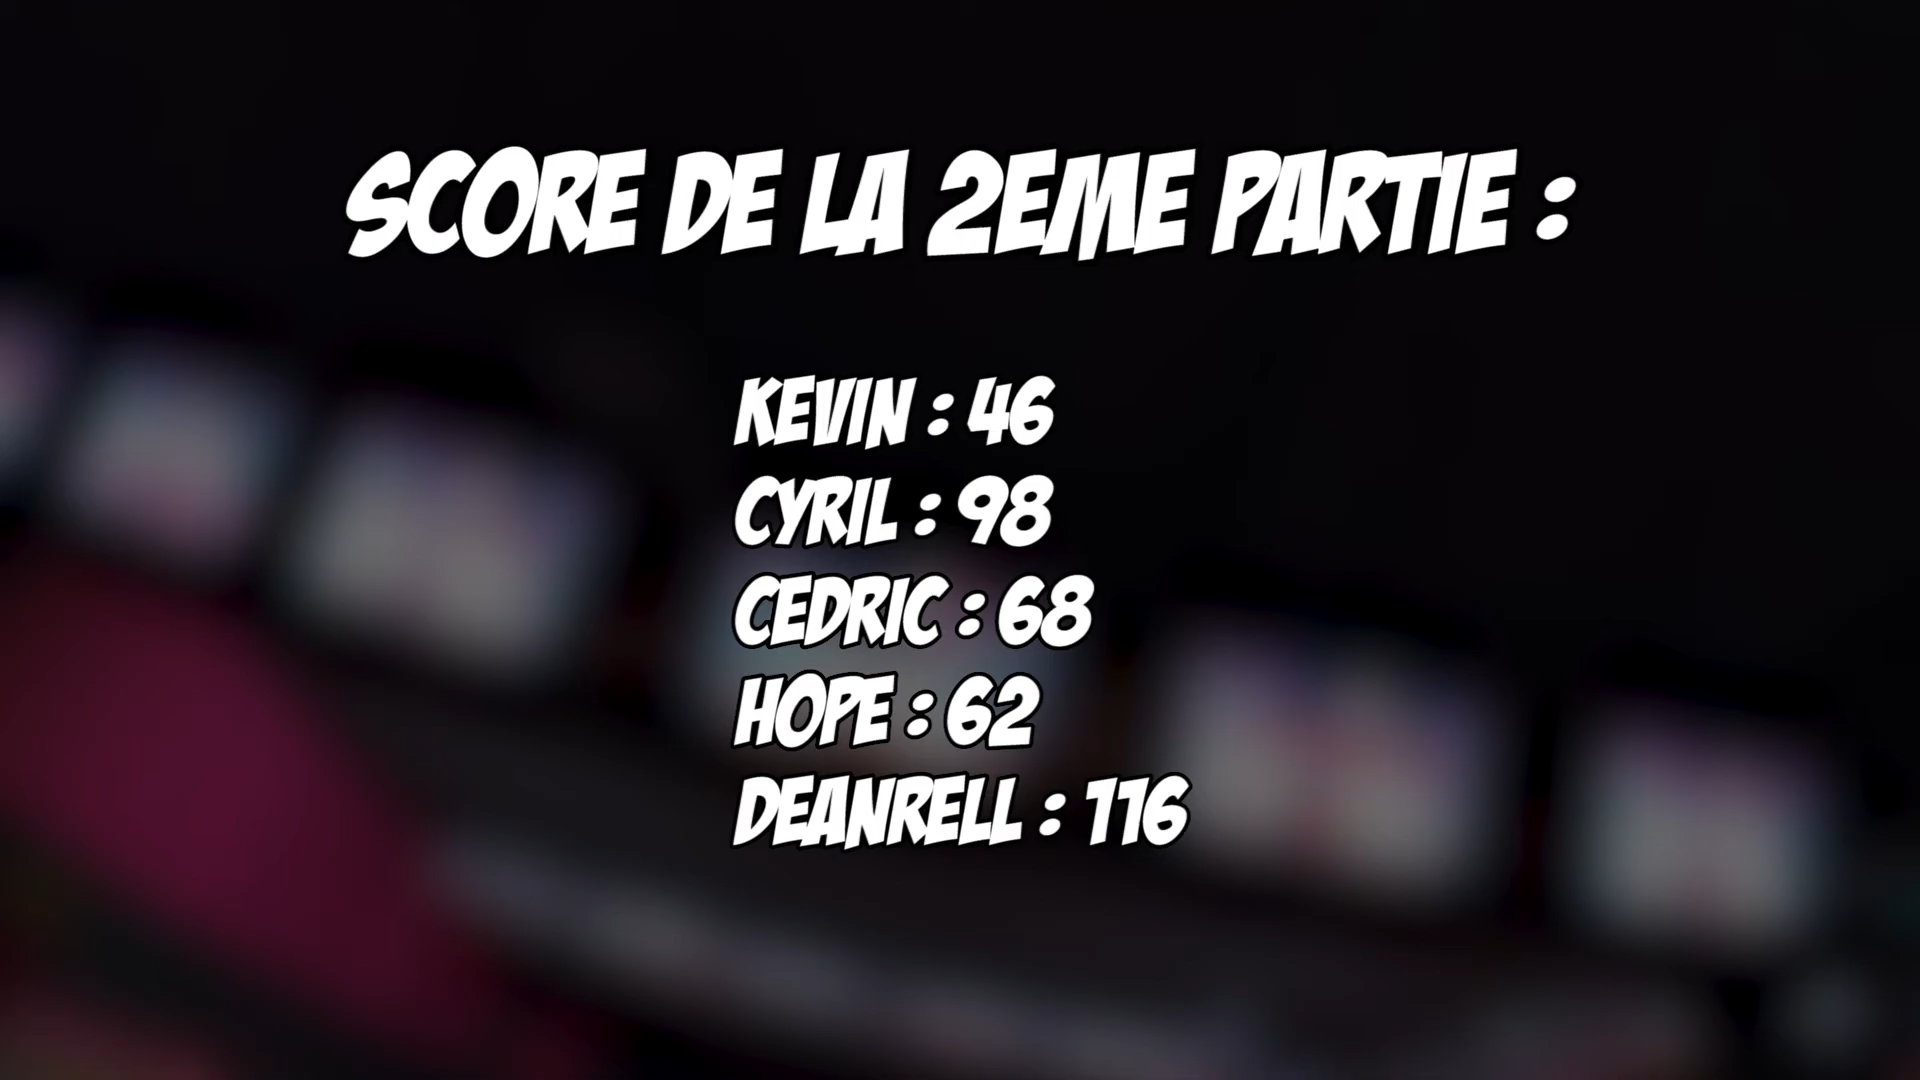 SCORE DE LA 2EME PARTIE :
KEVIN : 46
CYRIL : 98
CEDRIC : 68
HOPE : 62
DEANRELL : 116